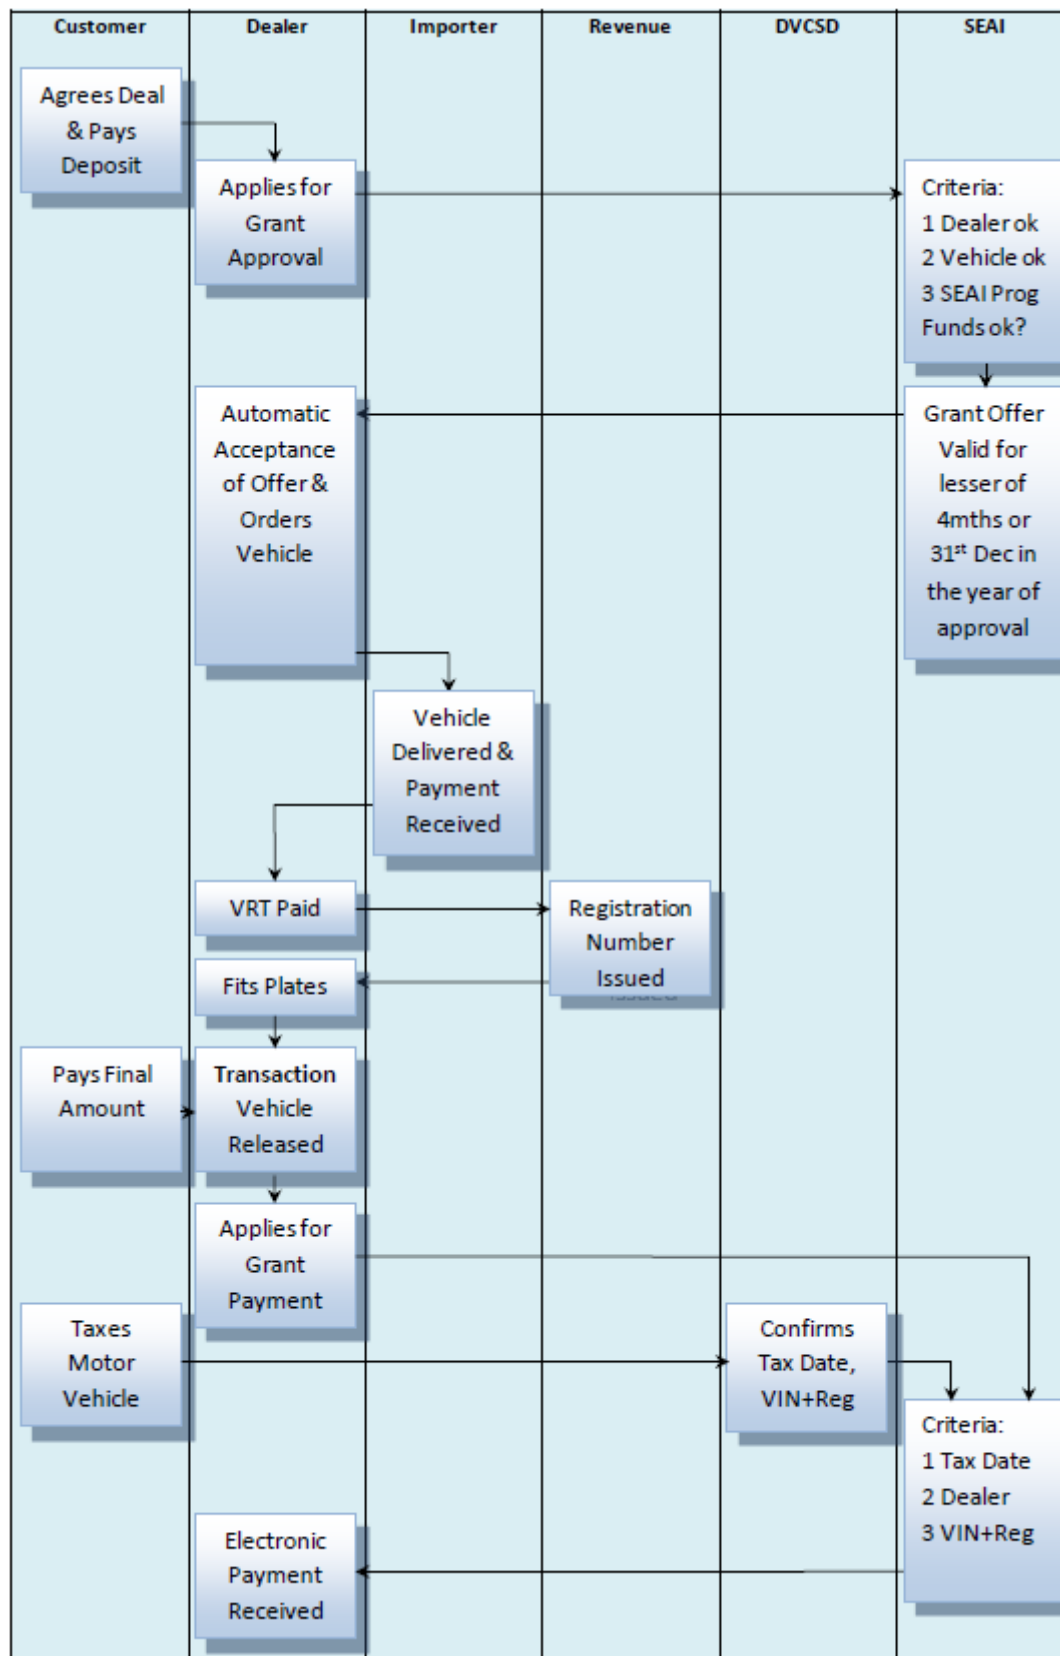 Customer
Dealer
Importer
Revenue
DVCSD
SEAI
Agrees Deal
& Pays
Deposit
Applies for
Grant
Approval
Criteria:
1 Dealer ok
2 Vehicle ok
3 SEAI Prog
Funds ok?
Automatic
Acceptance
of Offer &
Orders
Vehicle
Grant Offer
Valid for
lesser of
4mths or
31st Dec in
the year of
approval
Vehicle
Delivered &
Payment
Received
VRT Paid
Registration
Number
Issued
Fits Plates
Pays Final
Amount
Transaction
Vehicle
Released
Applies for
Grant
Payment
Taxes
Motor
Vehicle
Confirms
Tax Date,
VIN+Reg
Criteria:
1 Tax Date
2 Dealer
3 VIN+Reg
Electronic
Payment
Received